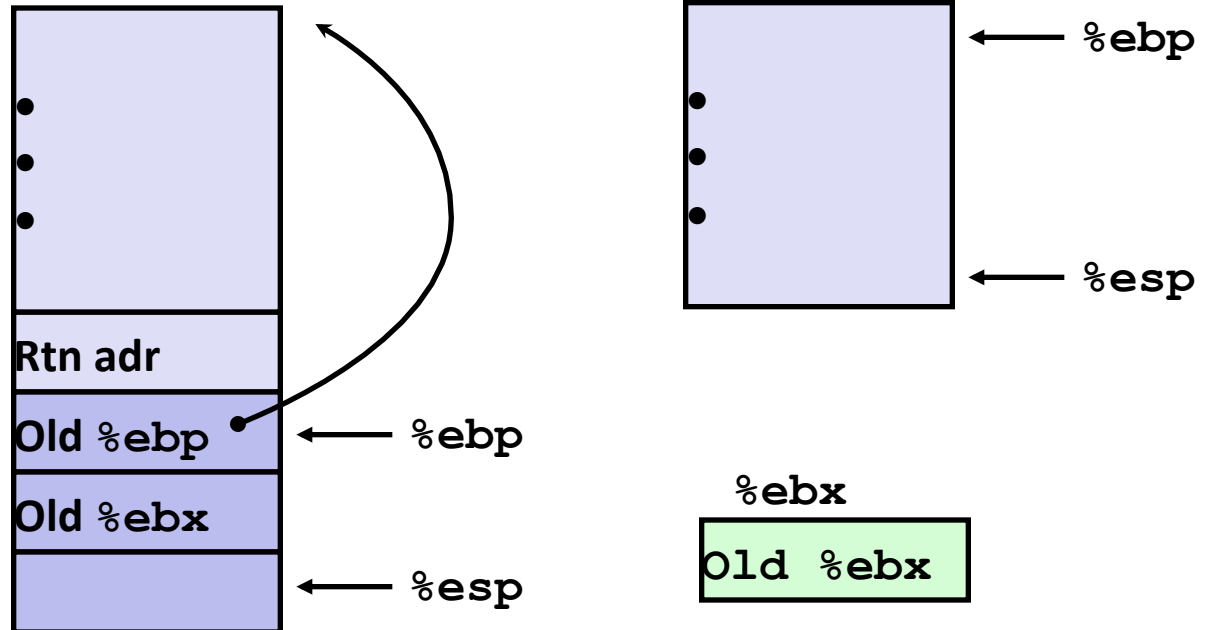 Rtn adr
Old %ebp
%ebp
Old %ebx
%esp
%ebp
%esp
%ebx
Old %ebx